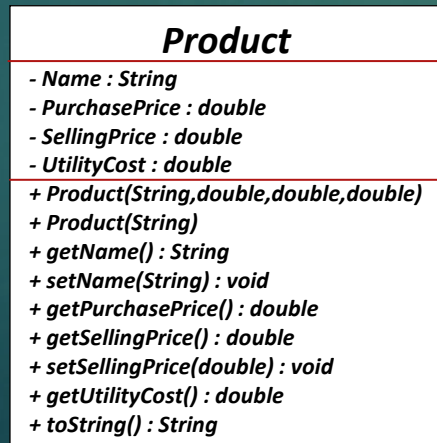 Product
- Name : String
- PurchasePrice : double
- SellingPrice : double
- UtilityCost : double
+ Product(String,double,double,double)
+ Product(String)
+ getName() : String
+ setName(String) : void
+ getPurchasePrice() : double
+ getSellingPrice() : double
+ setSellingPrice(double) : void
+ getUtilityCost() : double
+ toString() : String